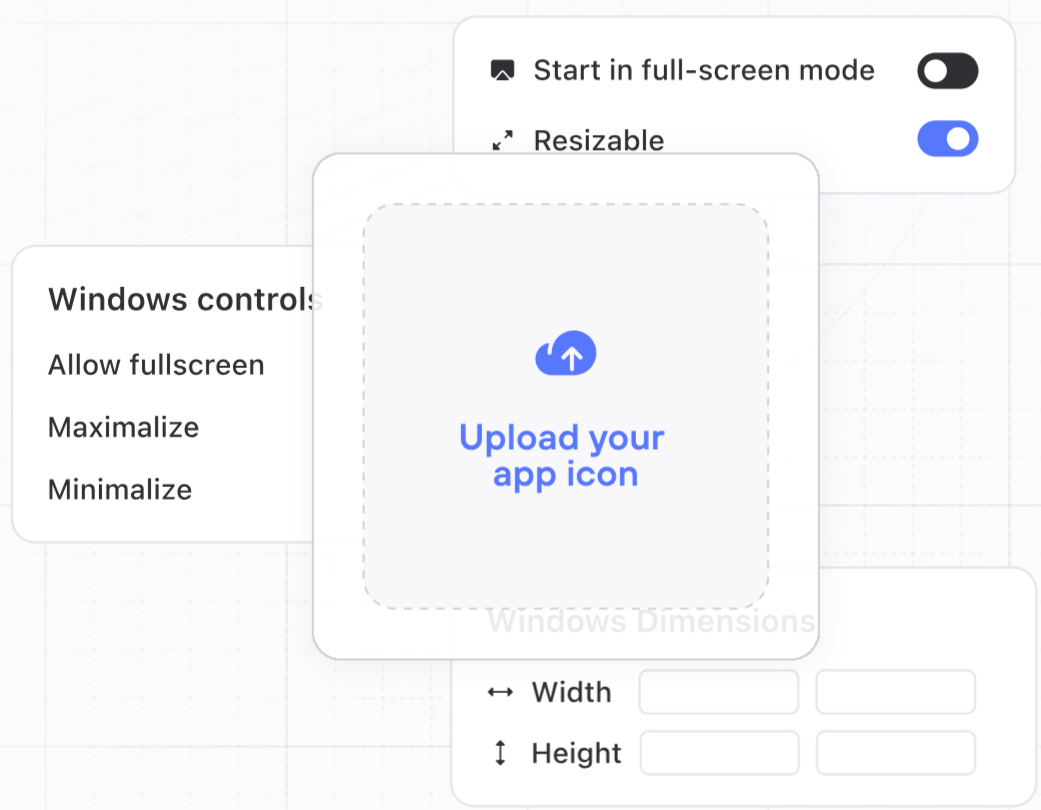 Start in full-screen mode
Resizable
Windows controls
Allow fullscreen
Maximalize
Minimalize
Upload your
app icon
Windows Dimensions
Width
Height